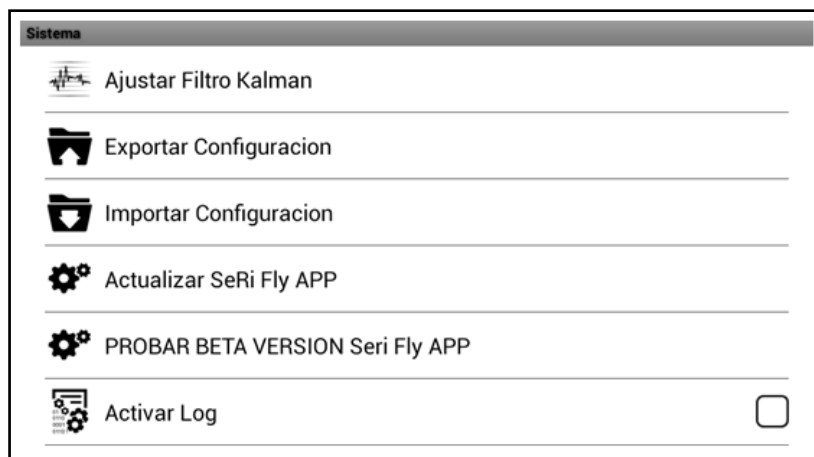 Sistema
Ajustar Filtro Kalman
Exportar Configuracion
Importar Configuracion
Actualizar SeRi Fly APP
PROBAR BETA VERSION Seri Fly APP
Activar Log